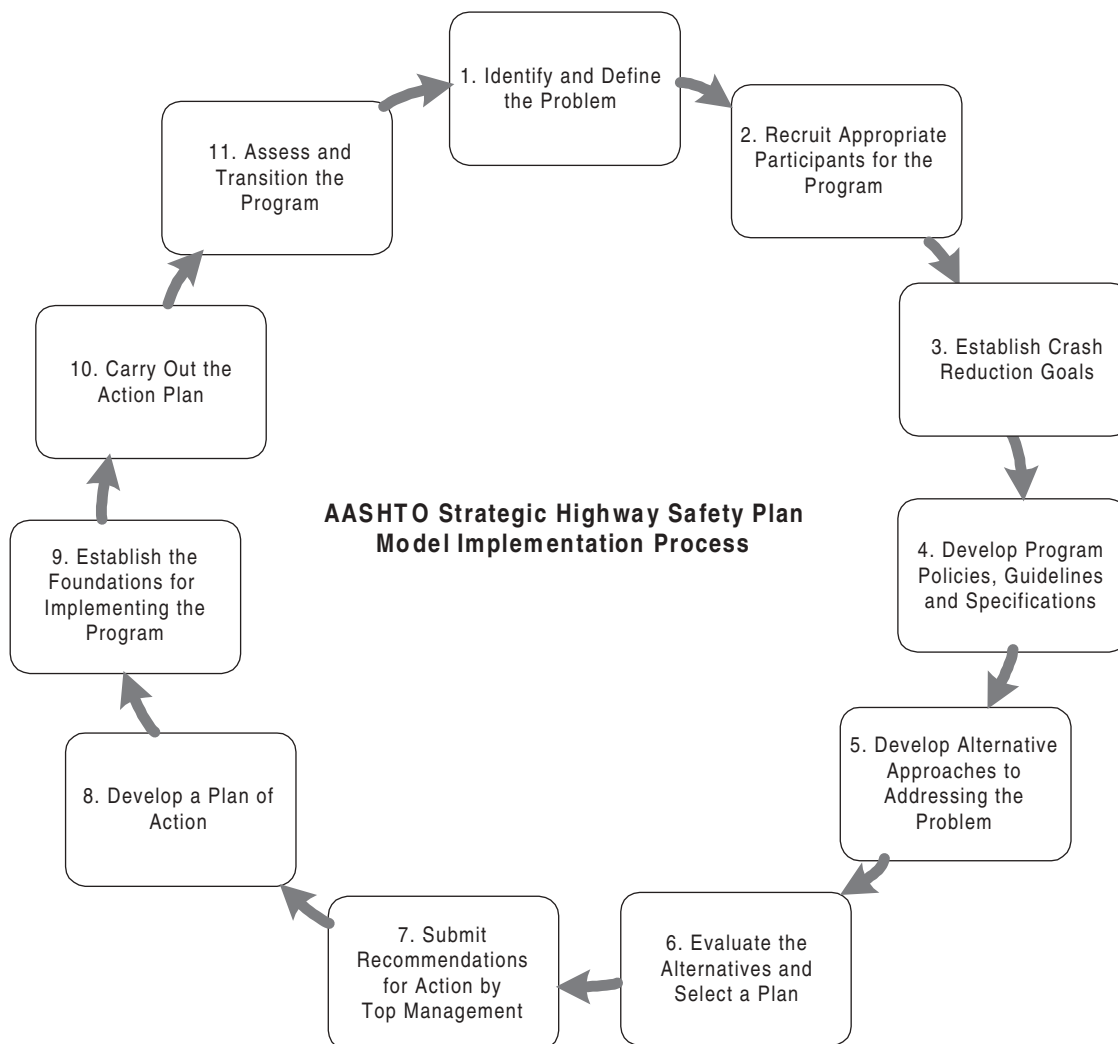 1. Identify and Define
the Problem
2. Recruit Appropriate
Participants for the
Program
3. Establish Crash
Reduction Goals
4. Develop Program
Policies, Guidelines
and Specifications
5. Develop Alternative
Approaches to
Addressing the
Problem
6. Evaluate the
Alternatives and
Select a Plan
7. Submit
Recommendations
for Action by
Top Management
8. Develop a Plan of
Action
9. Establish the
Foundations for
Implementing the
Program
10. Carry Out the
Action Plan
11. Assess and
Transition the
Program
AASHTO Strategic Highway Safety Plan
Model Implementation Process